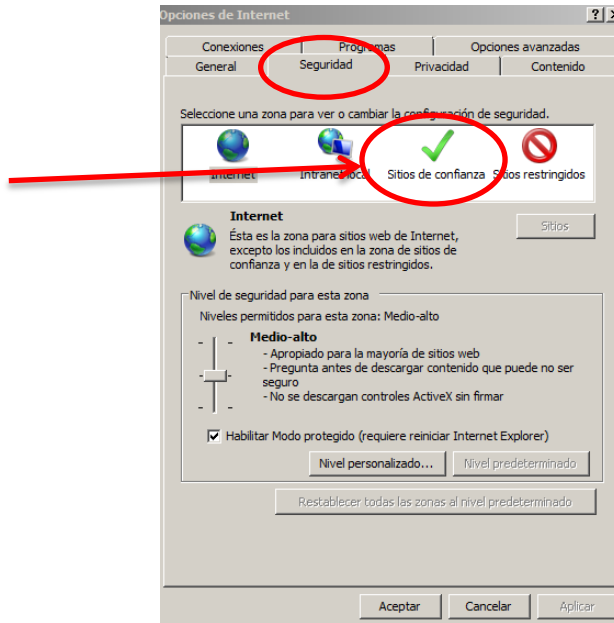 Opciones de Internet
Conexiones Programas Opciones avanzadas
General Seguridad Privacidad Contenido
Seleccione una zona para ver o cambiar la configuración de seguridad.
Internet Intranet local Sitios de confianza Sitios restringidos
Internet
Sitios
Ésta es la zona para sitios web de Internet,
excepto los incluidos en la zona de sitios de
confianza y en la de sitios restringidos.
Nivel de seguridad para esta zona
Niveles permitidos para esta zona: Medio-alto
Medio-alto
- Apropiado para la mayoría de sitios web
- Pregunta antes de descargar contenido que puede no ser
seguro
- No se descargan controles ActiveX sin firmar
Habilitar Modo protegido (requiere reiniciar Internet Explorer)
Nivel personalizado... Nivel predeterminado
Restablecer todas las zonas al nivel predeterminado
Aceptar Cancelar Aplicar